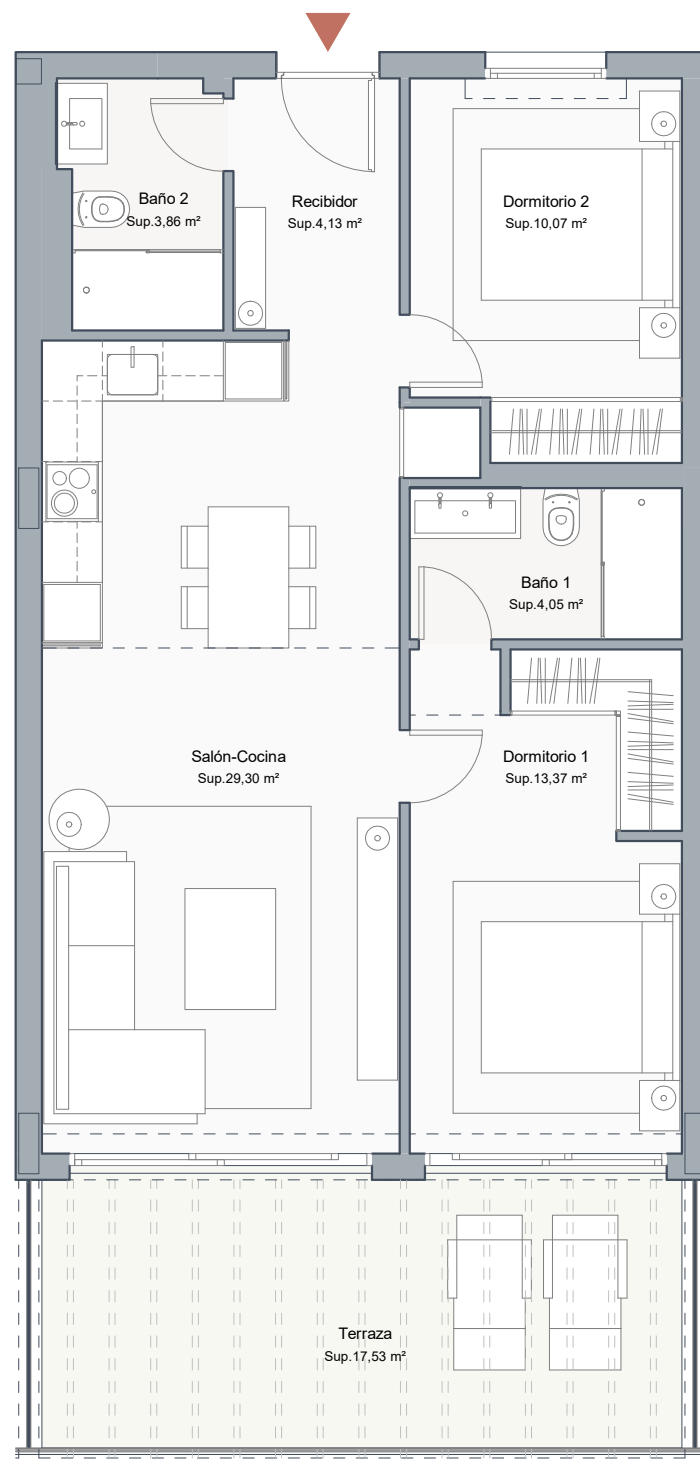 Baño 2
Sup.3,86 m²
Recibidor
Sup.4,13 m²
Dormitorio 2
Sup.10,07 m²
Baño 1
Sup.4,05 m²
Salón-Cocina
Sup.29,30 m²
Dormitorio 1
Sup.13,37 m²
Terraza
Sup.17,53 m²